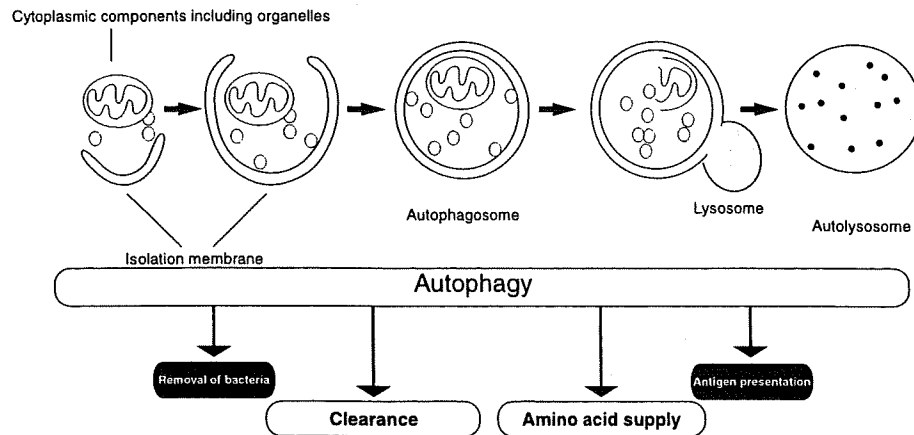 Cytoplasmic components including organelles
Autophagosome
Lysosome
Autolysosome
Isolation membrane
Autophagy
Removal of bacteria
Antigen presentation
Clearance
Amino acid supply